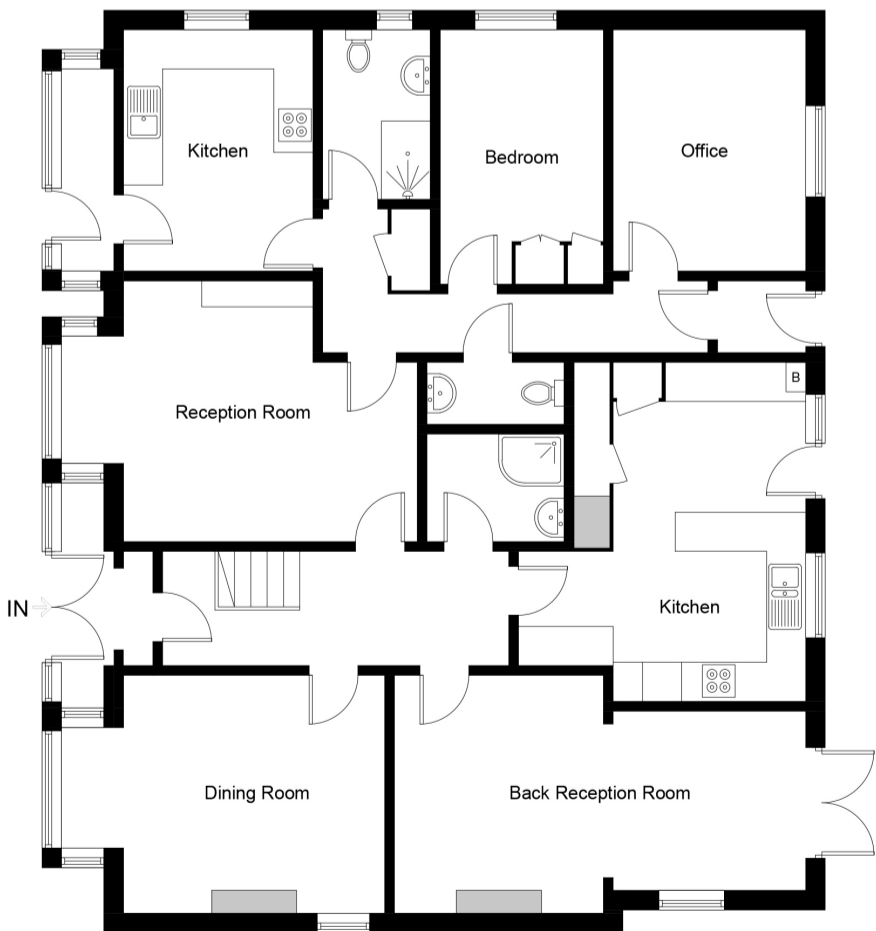 Kitchen
Bedroom
Office
B
Reception Room
IN
Kitchen
Dining Room
Back Reception Room